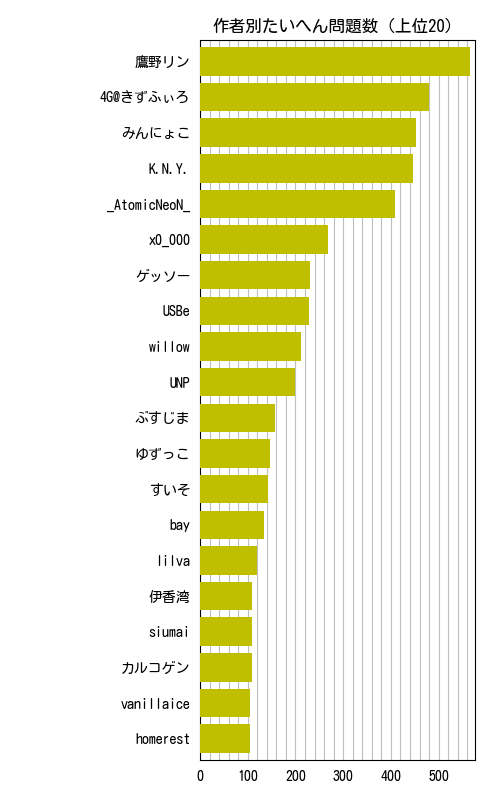 作者別たいへん問題数 (上位20)
鷹野リン
4G@きずふぃろ
みんにょこ
K.N.Y.
_AtomicNeoN_
x0_000
ゲッソー
USBe
willow
UNP
ぶすじま
ゆずっこ
すいそ
bay
lilva
伊香湾
siumai
カルコゲン
vanillaice
homerest
0 100 200 300 400 500